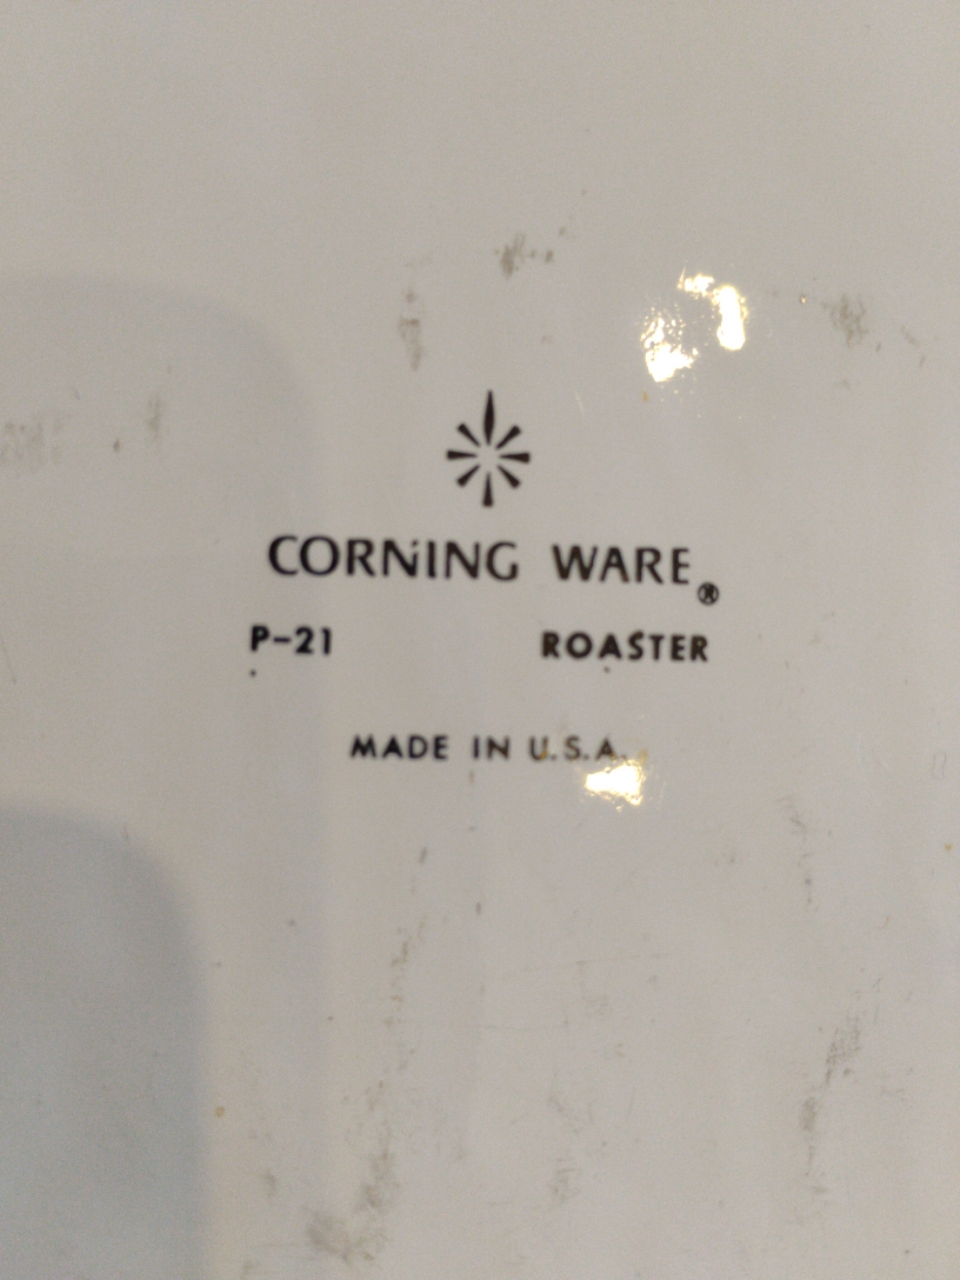 CORNiNG WARE®
P-21 ROASTER
MADE IN U.S.A.